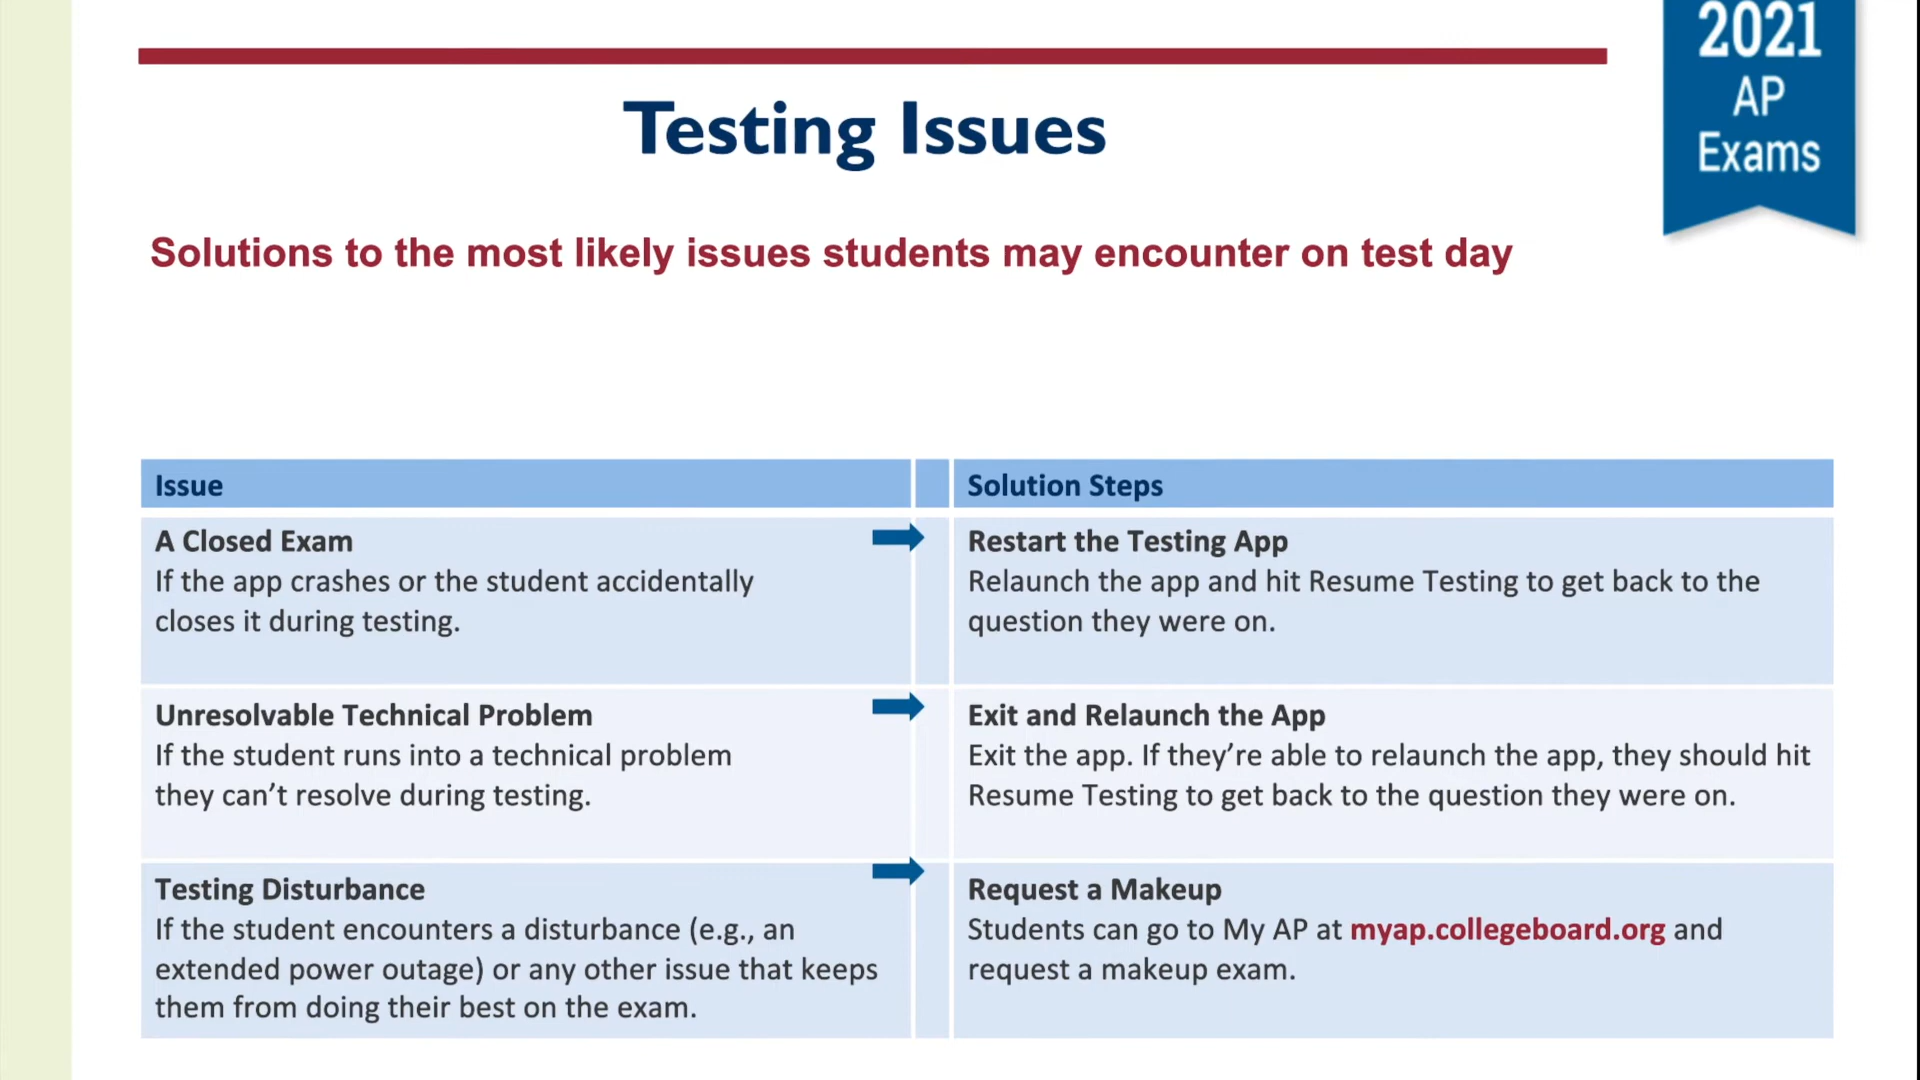 2021
AP
Exams
Testing Issues
Solutions to the most likely issues students may encounter on test day
Issue
Solution Steps
A Closed Exam
If the app crashes or the student accidentally
closes it during testing.
Restart the Testing App
Relaunch the app and hit Resume Testing to get back to the
question they were on.
Unresolvable Technical Problem
If the student runs into a technical problem
they can’t resolve during testing.
Exit and Relaunch the App
Exit the app. If they’re able to relaunch the app, they should hit
Resume Testing to get back to the question they were on.
Testing Disturbance
If the student encounters a disturbance (e.g., an
extended power outage) or any other issue that keeps
them from doing their best on the exam.
Request a Makeup
Students can go to My AP at myap.collegeboard.org and
request a makeup exam.